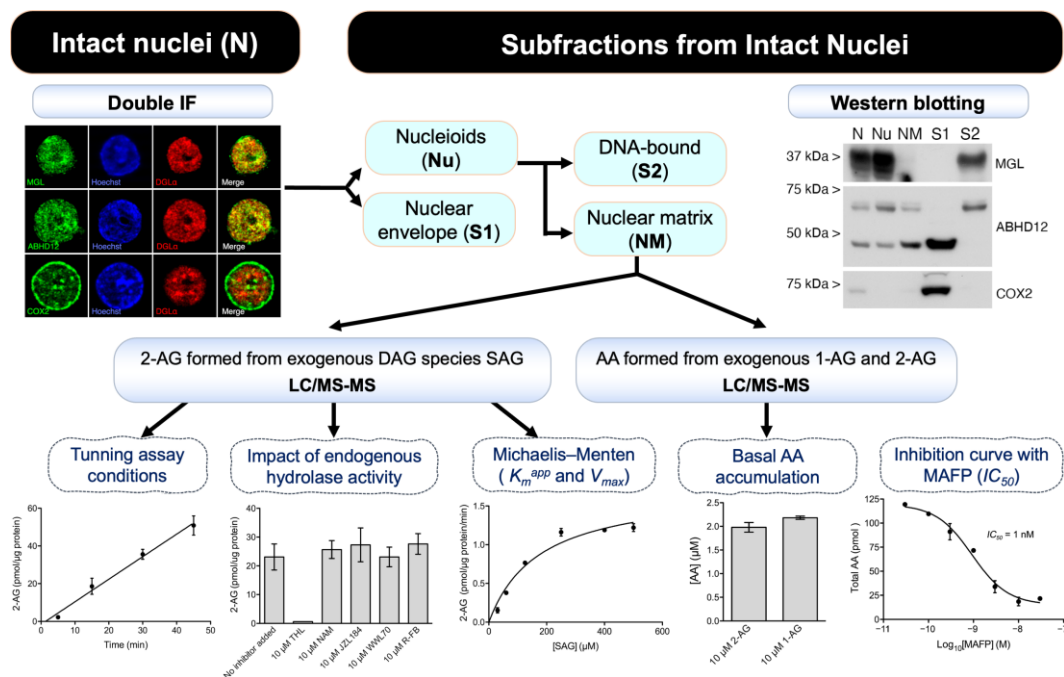 Intact nuclei (N)
Subfractions from Intact Nuclei
Double IF
MGL
Hoechst
DGLα
Merge
ABHD12
Hoechst
DGLα
Merge
COX2
Hoechst
DGLα
Merge
Nucleioids
(Nu)
Nuclear
envelope (S1)
DNA-bound
(S2)
Nuclear matrix
(NM)
Western blotting
N Nu NM S1 S2
37 kDa >
MGL
75 kDa >
ABHD12
50 kDa >
75 kDa >
COX2
2-AG formed from exogenous DAG species SAG
LC/MS-MS
AA formed from exogenous 1-AG and 2-AG
LC/MS-MS
Tunning assay
conditions
Impact of endogenous
hydrolase activity
Michaelis–Menten
( Km^app and Vmax)
Basal AA
accumulation
Inhibition curve with
MAFP (IC50)
2-AG (pmol/µg protein)
60
40
20
0
0 10 20 30 40 50
Time (min)
2-AG (pmol/µg protein)
40
30
20
10
0
No inhibitor added
10 µM THL
10 µM NAM
10 µM JZL184
10 µM WWL70
10 µM R-FB
2-AG (pmol/µg protein/min)
1.5
1.0
0.5
0.0
0 200 400 600
[SAG] (µM)
[AA] (µM)
2.5
2.0
1.5
1.0
0.5
0.0
10 µM 2-AG
10 µM 1-AG
Total AA (pmol )
125
100
75
50
25
0
IC50 = 1 nM
−11 −10 −9 −8 −7
Log10[MAFP] (M)